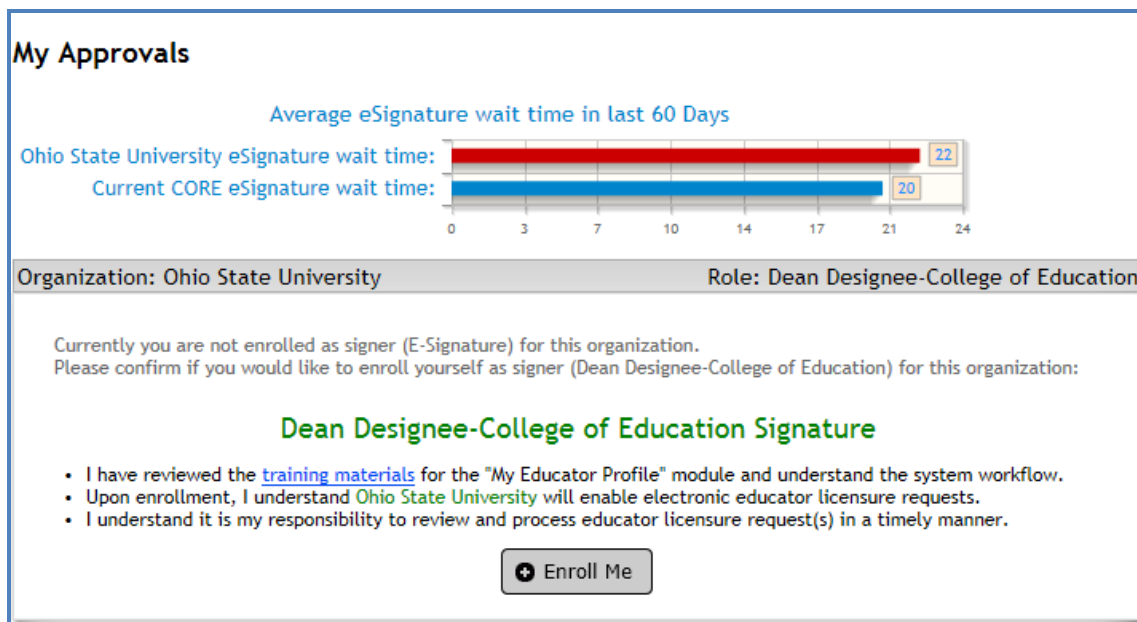 My Approvals
Average eSignature wait time in last 60 Days
Ohio State University eSignature wait time: 22
Current CORE eSignature wait time: 20
0 3 7 10 14 17 21 24
Organization: Ohio State University Role: Dean Designee-College of Education
Currently you are not enrolled as signer (E-Signature) for this organization.
Please confirm if you would like to enroll yourself as signer (Dean Designee-College of Education) for this organization:
Dean Designee-College of Education Signature
• I have reviewed the training materials for the "My Educator Profile" module and understand the system workflow.
• Upon enrollment, I understand Ohio State University will enable electronic educator licensure requests.
• I understand it is my responsibility to review and process educator licensure request(s) in a timely manner.
Enroll Me